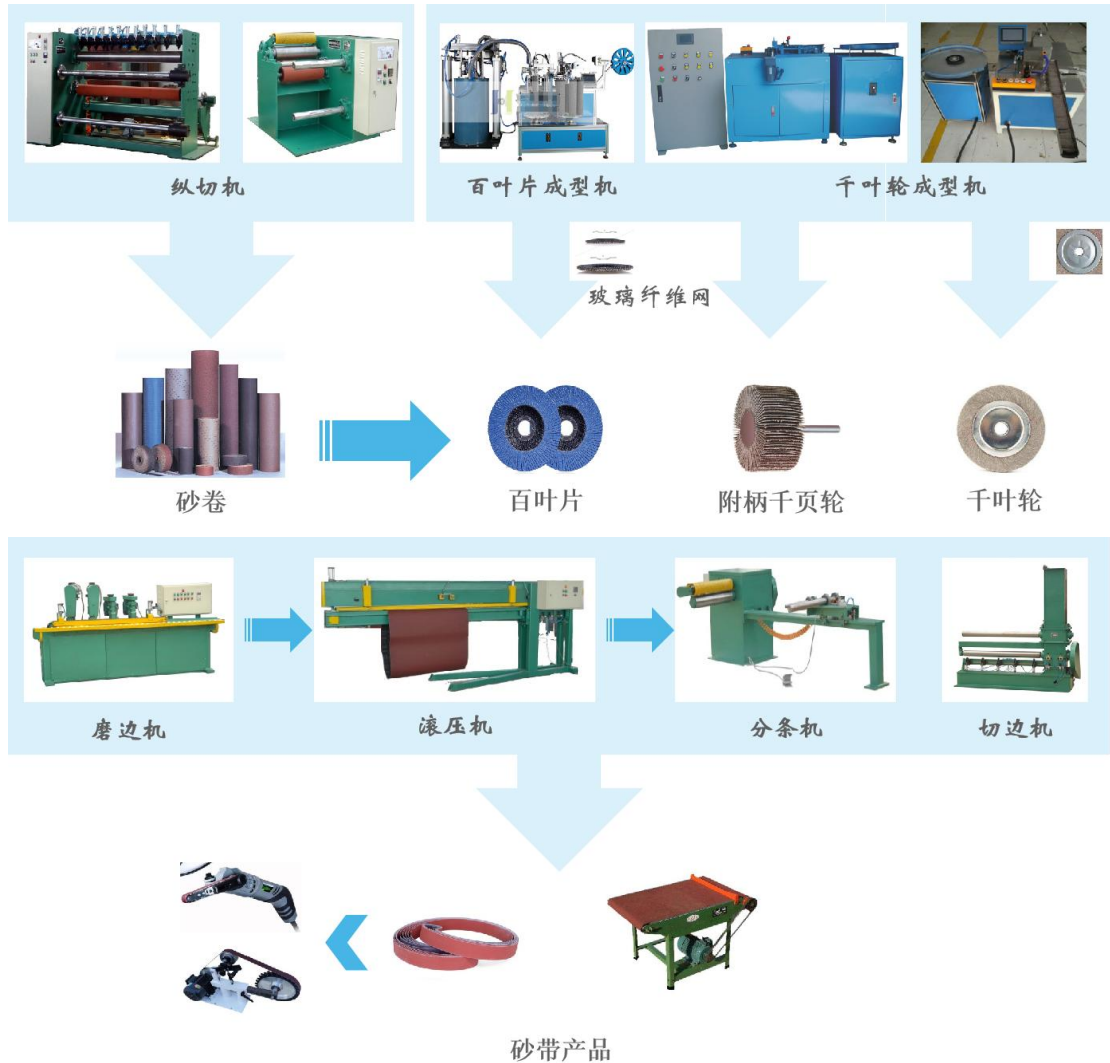 纵切机
百叶片成型机
千叶轮成型机
玻璃纤维网
砂卷
百叶片
附柄千页轮
千叶轮
磨边机
滚压机
分条机
切边机
砂带产品